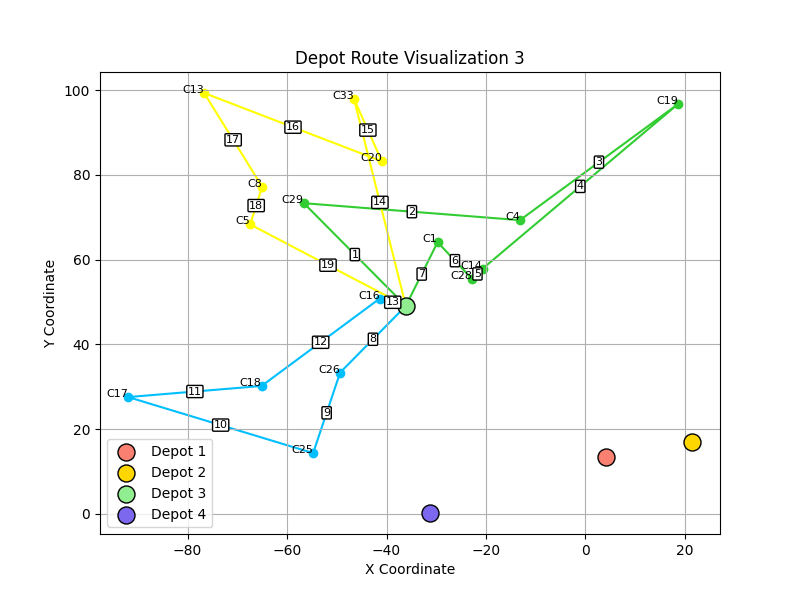 Depot Route Visualization 3
Y Coordinate
100
80
60
40
20
0
C13
C33
C19
C20
C8
C29
C5
C4
C1
C14
C28
C16
C26
C18
C17
C25
15
16
17
3
4
18
14
2
1
6
19
7
5
13
8
12
11
9
10
Depot 1
Depot 2
Depot 3
Depot 4
−80
−60
−40
−20
0
20
X Coordinate